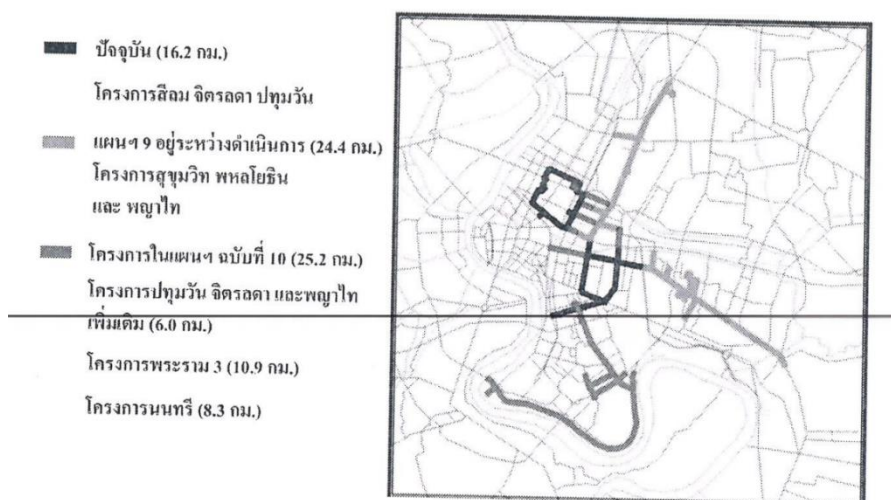 ปัจจุบัน (16.2 กม.)
โครงการสีลม จิตรลดา ปทุมวัน
แผนฯ 9 อยู่ระหว่างดำเนินการ (24.4 กม.)
โครงการสุขุมวิท พหลโยธิน
และ พญาไท
โครงการในแผนฯ ฉบับที่ 10 (25.2 กม.)
โครงการปทุมวัน จิตรลดา และพญาไท
เพิ่มเติม (6.0 กม.)
โครงการพระราม 3 (10.9 กม.)
โครงการนนทรี (8.3 กม.)